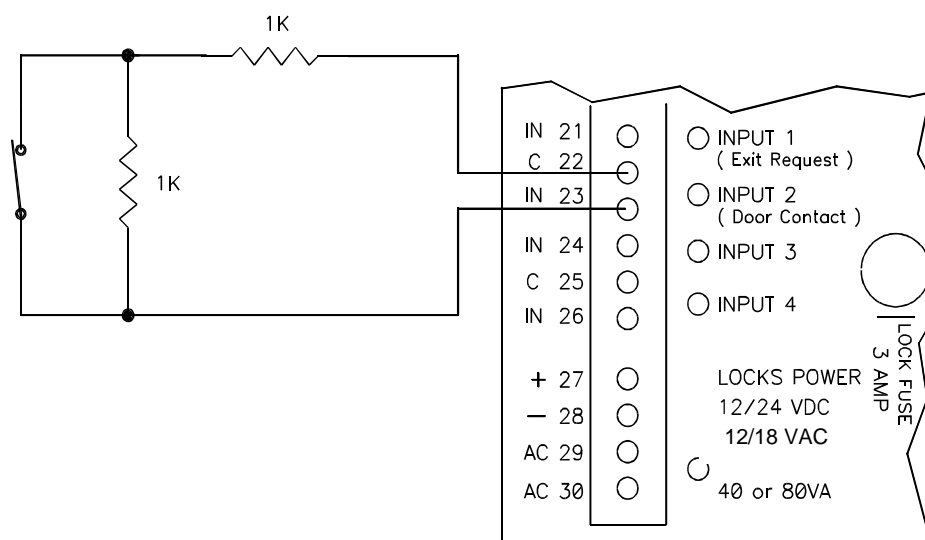 1K
1K
IN 21
C 22
IN 23
IN 24
C 25
IN 26
+ 27
− 28
AC 29
AC 30
INPUT 1
( Exit Request )
INPUT 2
( Door Contact )
INPUT 3
INPUT 4
LOCKS POWER
12/24 VDC
12/18 VAC
40 or 80VA
LOCK FUSE
3 AMP